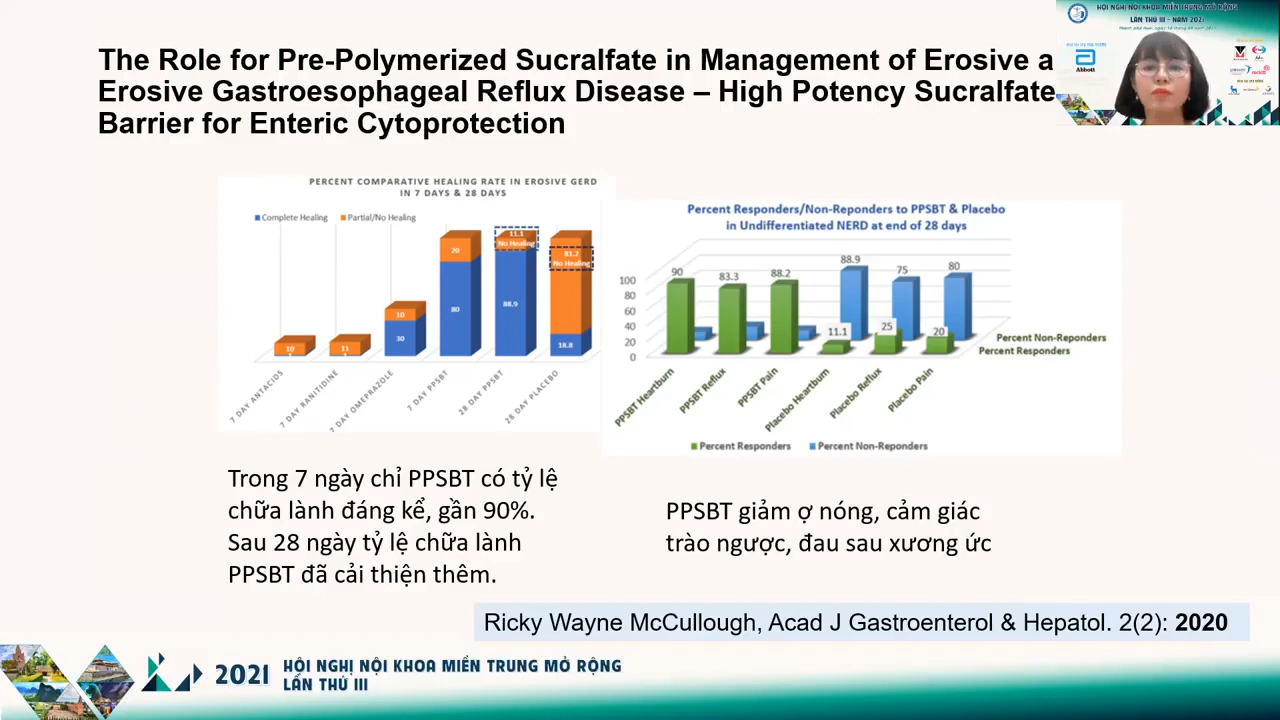 The Role for Pre-Polymerized Sucralfate in Management of Erosive a
Erosive Gastroesophageal Reflux Disease – High Potency Sucralfate
Barrier for Enteric Cytoprotection
HỘI NGHỊ NỘI KHOA MIỀN TRUNG MỞ RỘNG
LẦN THỨ III - NĂM 2021
Abbott
PERCENT COMPARATIVE HEALING RATE IN EROSIVE GERD
IN 7 DAYS & 28 DAYS
Complete Healing
Partial/No Healing
10
11
10
30
20
80
11.1
No Healing
88.9
81.2
No Healing
18.8
7 DAY ANTACIDS
7 DAY RANITIDINE
7 DAY OMEPRAZOLE
7 DAY PPSBT
28 DAY PPSBT
28 DAY PLACEBO
Percent Responders/Non-Reponders to PPSBT & Placebo
in Undifferentiated NERD at end of 28 days
100
80
60
40
20
0
90
83.3
88.2
88.9
75
80
11.1
25
20
Percent Non-Reponders
Percent Responders
PPSBT Heartburn
PPSBT Reflux
PPSBT Pain
Placebo Heartburn
Placebo Reflux
Placebo Pain
Percent Responders
Percent Non-Reponders
Trong 7 ngày chỉ PPSBT có tỷ lệ
chữa lành đáng kể, gần 90%.
Sau 28 ngày tỷ lệ chữa lành
PPSBT đã cải thiện thêm.
PPSBT giảm ợ nóng, cảm giác
trào ngược, đau sau xương ức
Ricky Wayne McCullough, Acad J Gastroenterol & Hepatol. 2(2): 2020
2021
HỘI NGHỊ NỘI KHOA MIỀN TRUNG MỞ RỘNG
LẦN THỨ III